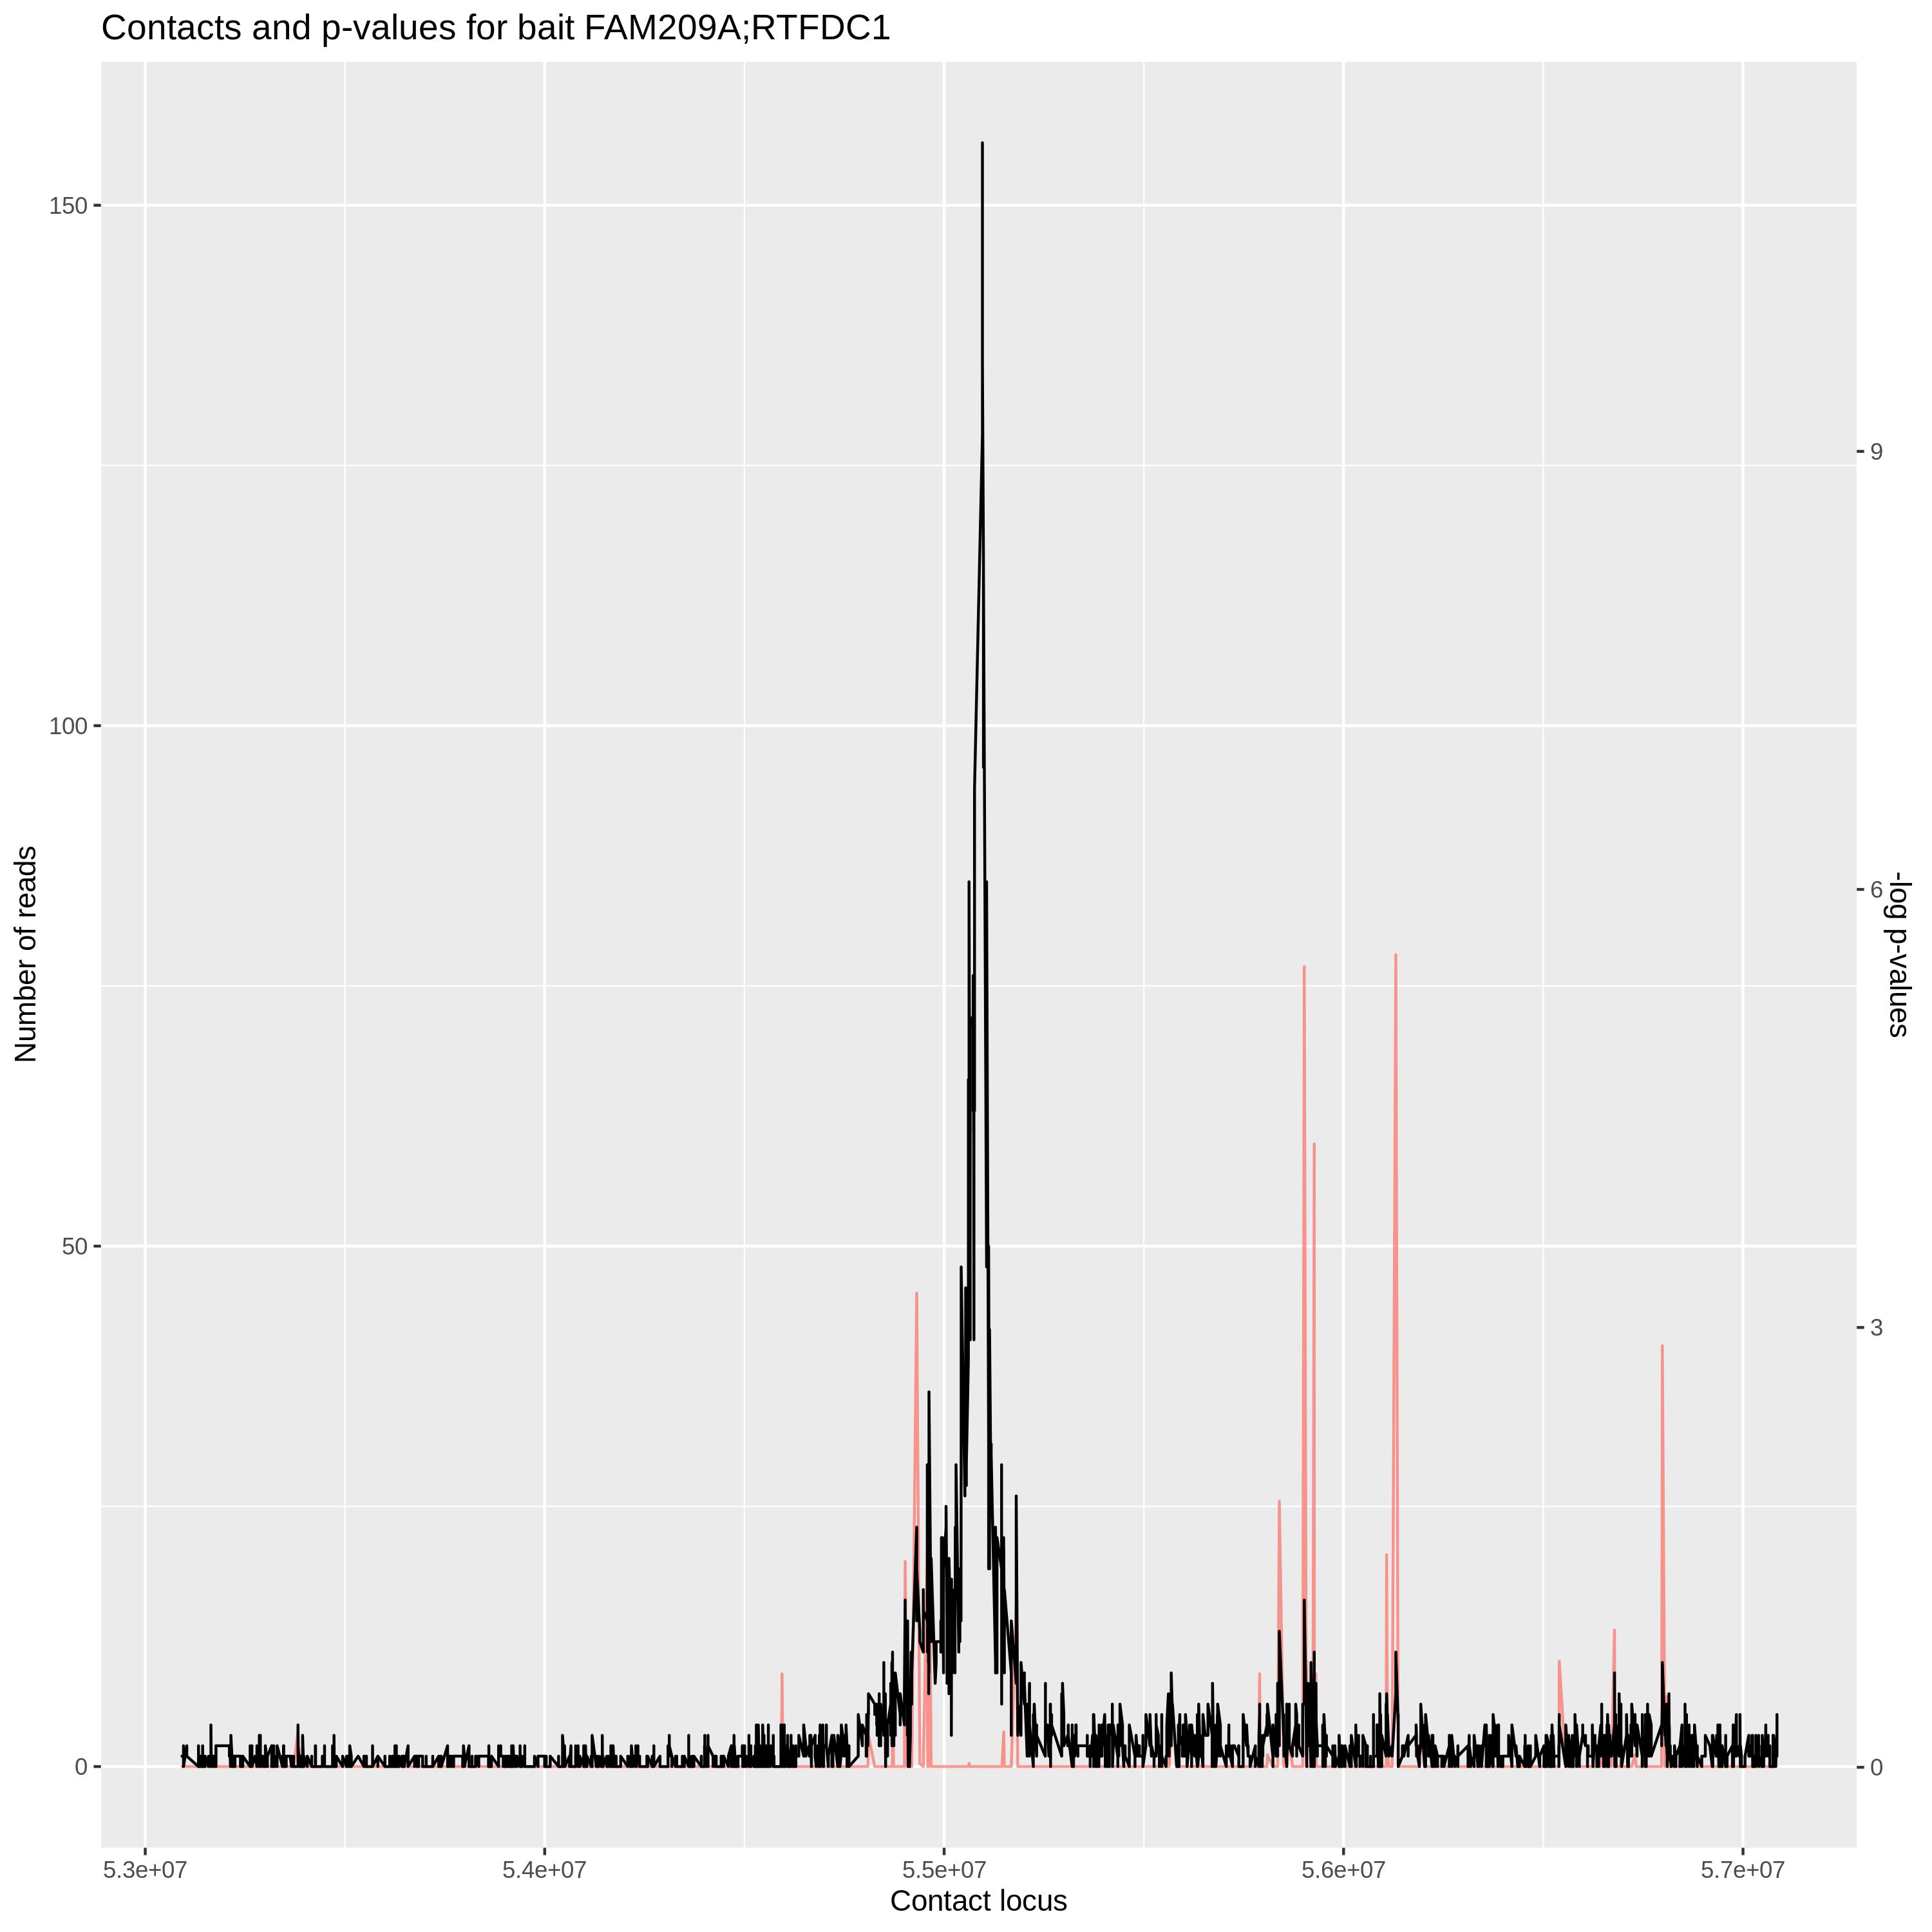 Contacts and p-values for bait FAM209A;RTFDC1
150
100
50
0
Number of reads
9
6
3
0
-log p-values
5.3e+07 5.4e+07 5.5e+07 5.6e+07 5.7e+07
Contact locus